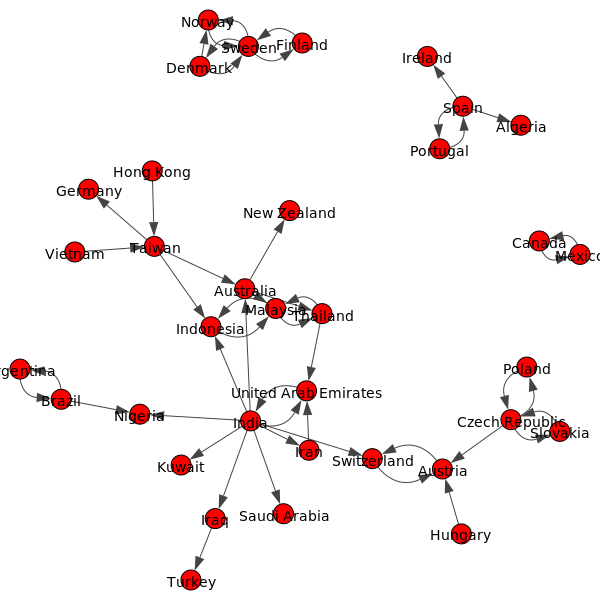 Norway
Sweden
Finland
Denmark
Ireland
Spain
Algeria
Portugal
Hong Kong
Germany
New Zealand
Vietnam
Taiwan
Canada
Mexico
Australia
Malaysia
Thailand
Indonesia
rgentina
Brazil
Nigeria
United Arab Emirates
India
Poland
Czech Republic
Slovakia
Iran
Switzerland
Austria
Kuwait
Iraq
Saudi Arabia
Hungary
Turkey